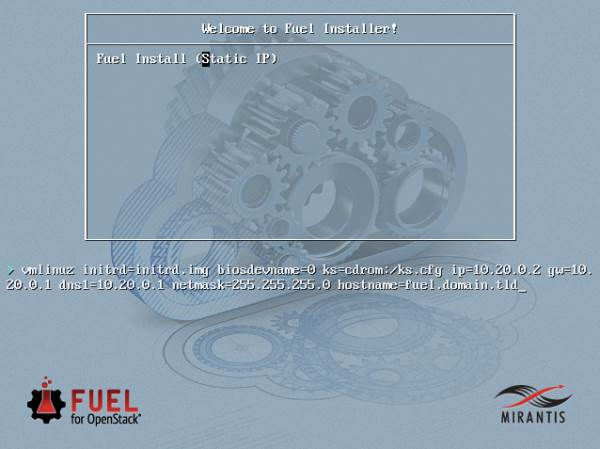 Welcome to Fuel Installer!
Fuel Install (Static IP)
> vmlinuz initrd=initrd.img biosdevname=0 ks=cdrom:/ks.cfg ip=10.20.0.2 gw=10.
20.0.1 dns1=10.20.0.1 netmask=255.255.255.0 hostname=fuel.domain.tld_
FUEL
for OpenStack
MIRANTIS